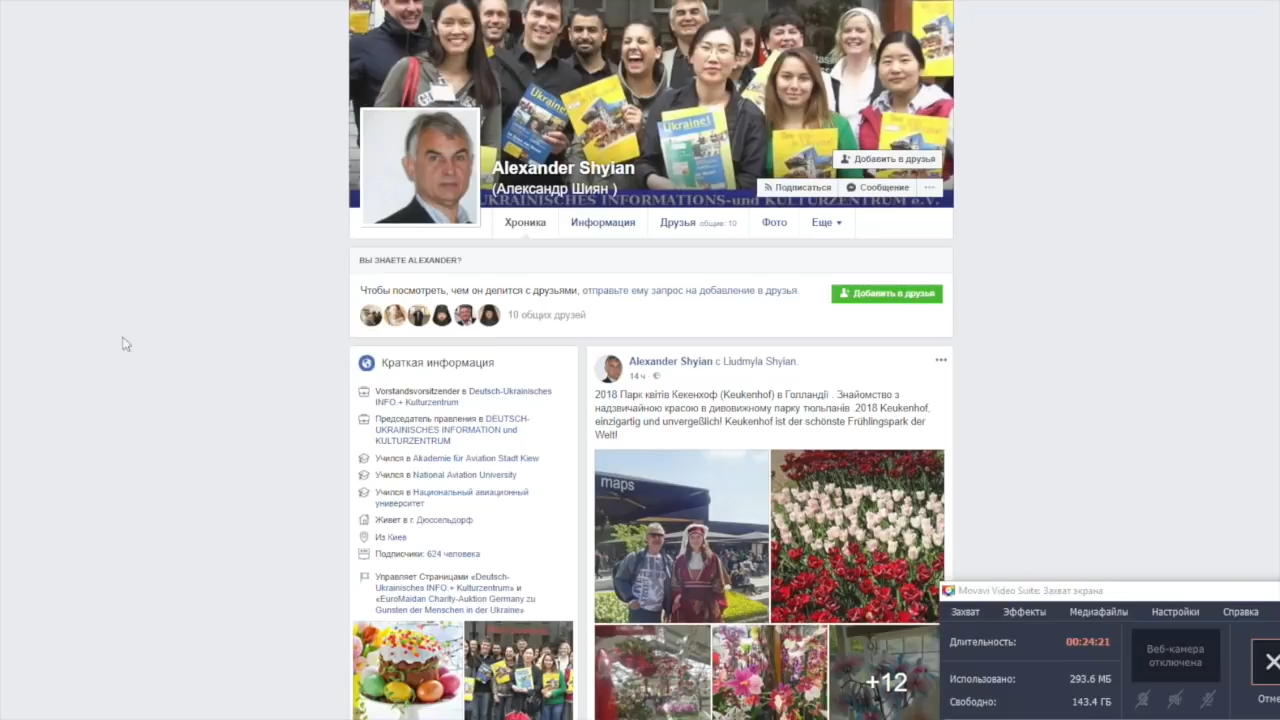 Ukraine!
Ukraine!
Alexander Shyian
(Александр Шиян )
Добавить в друзья
Подписаться
Сообщение
UKRAINISCHES INFORMATIONS-und KULTURZENTRUM e.V.
Хроника
Информация
Друзья общие: 10
Фото
Еще
ВЫ ЗНАЕТЕ ALEXANDER?
Чтобы посмотреть, чем он делится с друзьями, отправьте ему запрос на добавление в друзья.
Добавить в друзья
10 общих друзей
Краткая информация
Vorstandsvorsitzender в Deutsch-Ukrainisches
INFO.+ Kulturzentrum
Председатель правления в DEUTSCH-
UKRAINISCHES INFORMATION und
KULTURZENTRUM
Учился в Akademie für Aviation Stadt Kiew
Учился в National Aviation University
Учился в Национальный авиационный
университет
Живет в г. Дюссельдорф
Из Киев
Подписчики: 624 человека
Управляет Страницами «Deutsch-
Ukrainisches INFO.+ Kulturzentrum» и
«EuroMaidan Charity-Auktion Germany zu
Gunsten der Menschen in der Ukraine»
Alexander Shyian с Liudmyla Shyian.
14 ч
2018 Парк квітів Кекенхоф (Keukenhof) в Голландії . Знайомство з
надзвичайною красою в дивовижному парку тюльпанів 2018 Keukenhof,
einzigartig und unvergeßlich! Keukenhof ist der schönste Frühlingspark der
Welt!
maps
+12
Movavi Video Suite: Захват экрана
Захват Эффекты Медиафайлы Настройки Справка
Длительность: 00:24:21
Использовано: 293.6 МБ
Свободно: 143.4 ГБ
Веб-камера
отключена
Отме